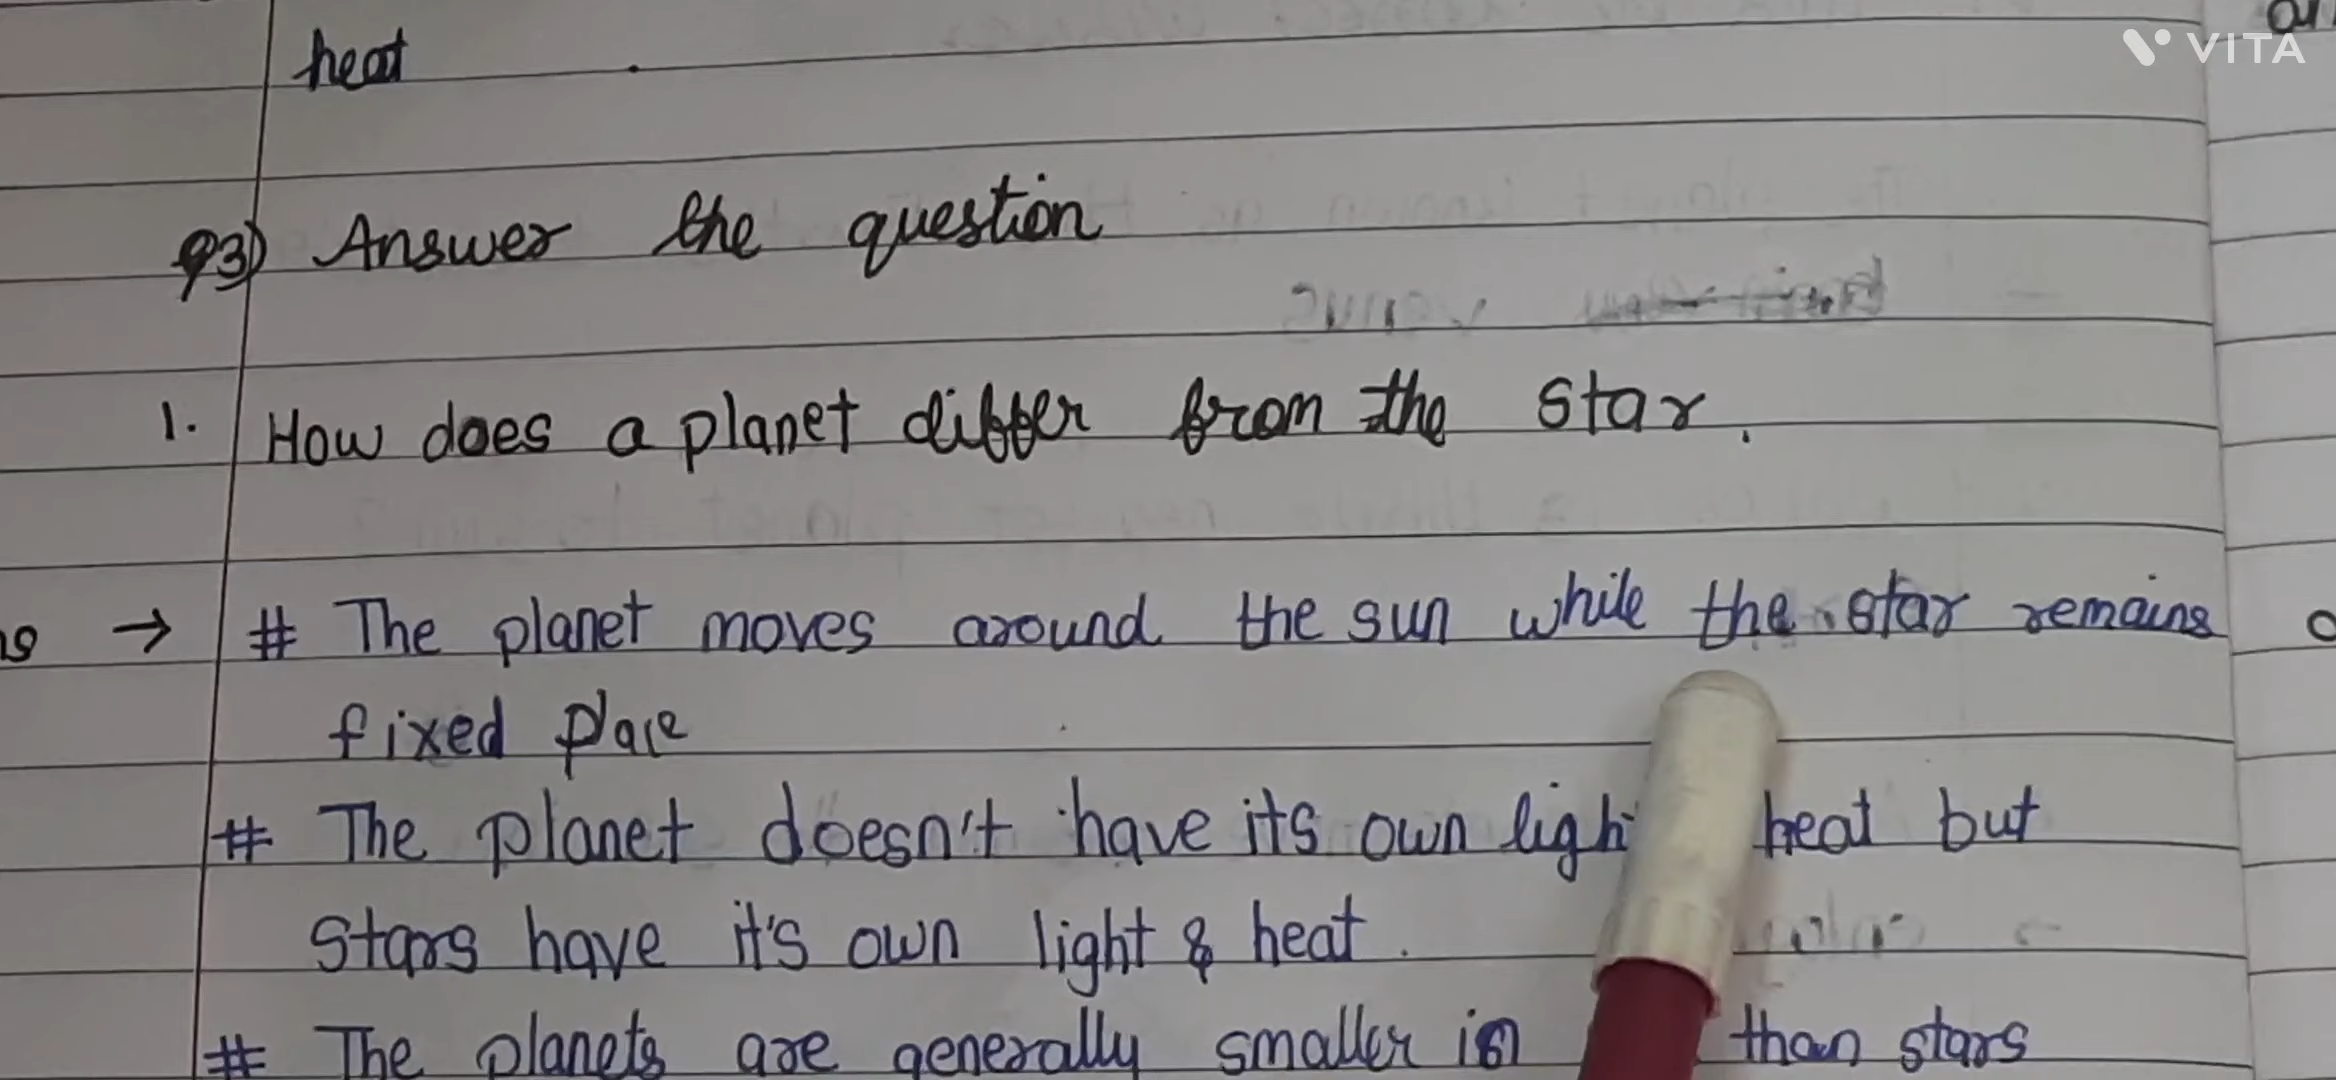 heat
VITA
Q3) Answer the question
1. How does a planet differ from the star.
→ # The planet moves around the sun while the star remains
fixed place
# The planet doesn't have its own heat but
Stars have it's own light & heat.
# The planets are generally smaller in than stars